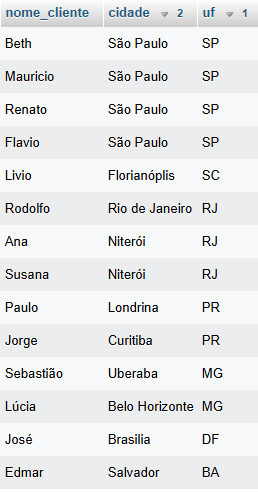 nome_cliente cidade 2 uf 1
Beth São Paulo SP
Mauricio São Paulo SP
Renato São Paulo SP
Flavio São Paulo SP
Livio Florianóplis SC
Rodolfo Rio de Janeiro RJ
Ana Niterói RJ
Susana Niterói RJ
Paulo Londrina PR
Jorge Curitiba PR
Sebastião Uberaba MG
Lúcia Belo Horizonte MG
José Brasilia DF
Edmar Salvador BA